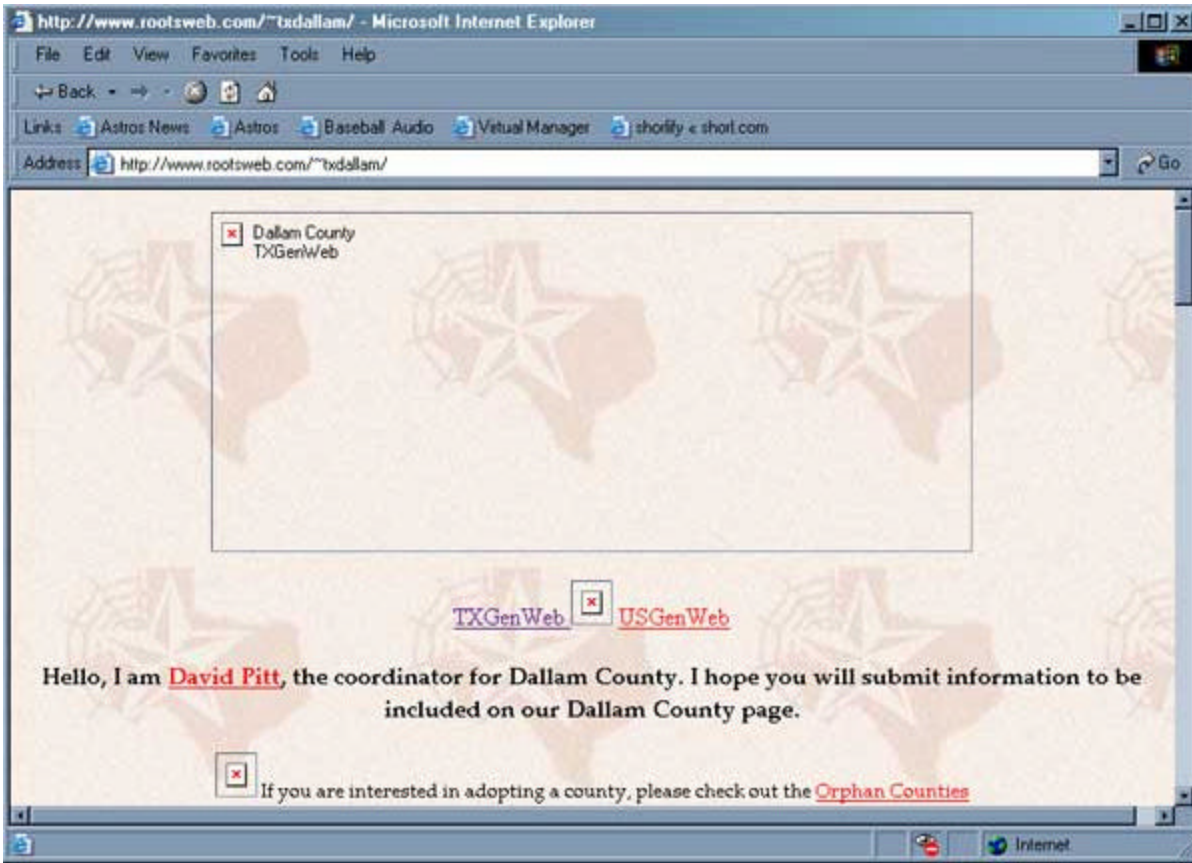 http://www.rootsweb.com/~txdallam/ - Microsoft Internet Explorer
File Edit View Favorites Tools Help
Back
Links Astros News Astros Baseball Audio Virtual Manager shorlify < shorl.com
Address http://www.rootsweb.com/~txdallam/ Go
Dallam County
TXGenWeb
TXGenWeb USGenWeb
Hello, I am David Pitt, the coordinator for Dallam County. I hope you will submit information to be
included on our Dallam County page.
If you are interested in adopting a county, please check out the Orphan Counties
Internet